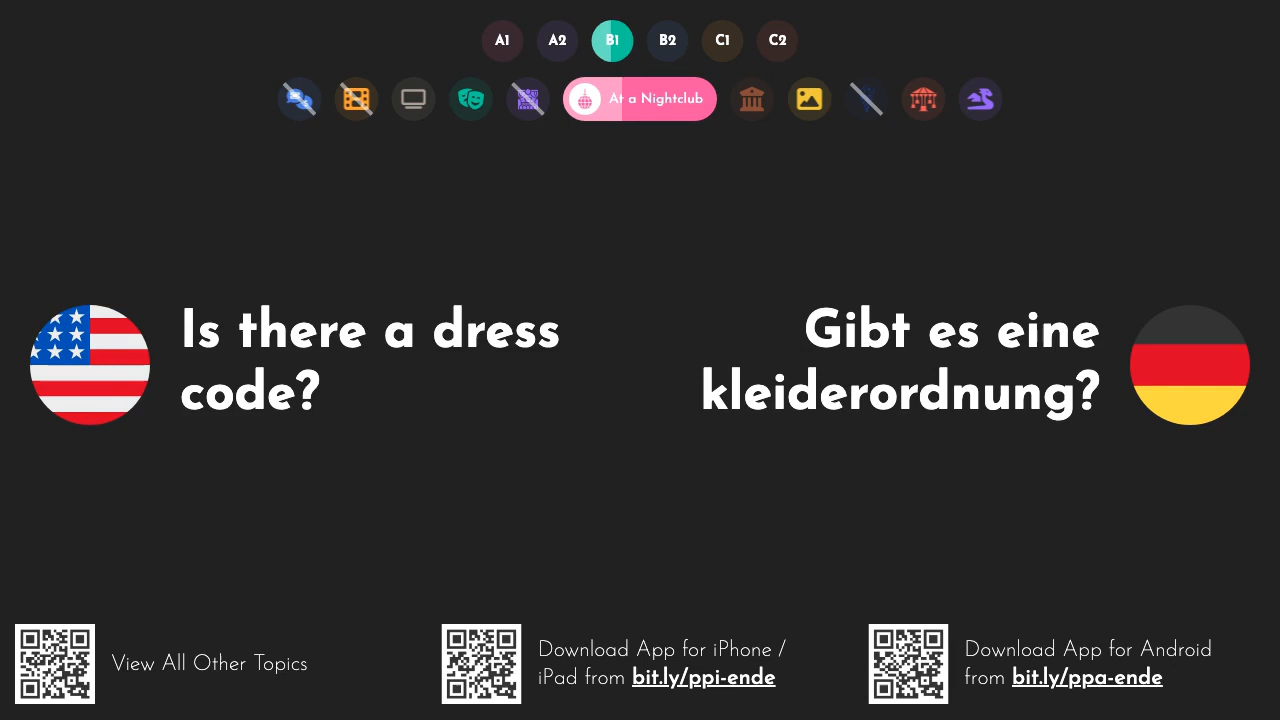 A1 A2 B1 B2 C1 C2
At a Nightclub
Is there a dress
code?
Gibt es eine
kleiderordnung?
View All Other Topics
Download App for iPhone /
iPad from bit.ly/ppi-ende
Download App for Android
from bit.ly/ppa-ende